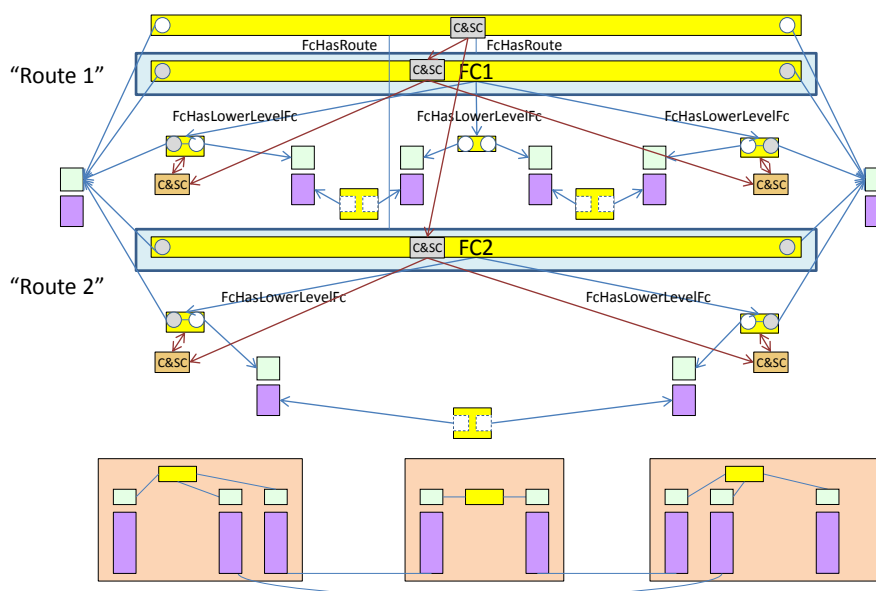 C&SC
FcHasRoute FcHasRoute
“Route 1” C&SC FC1
FcHasLowerLevelFc FcHasLowerLevelFc FcHasLowerLevelFc
C&SC C&SC
C&SC FC2
“Route 2”
FcHasLowerLevelFc FcHasLowerLevelFc
C&SC C&SC